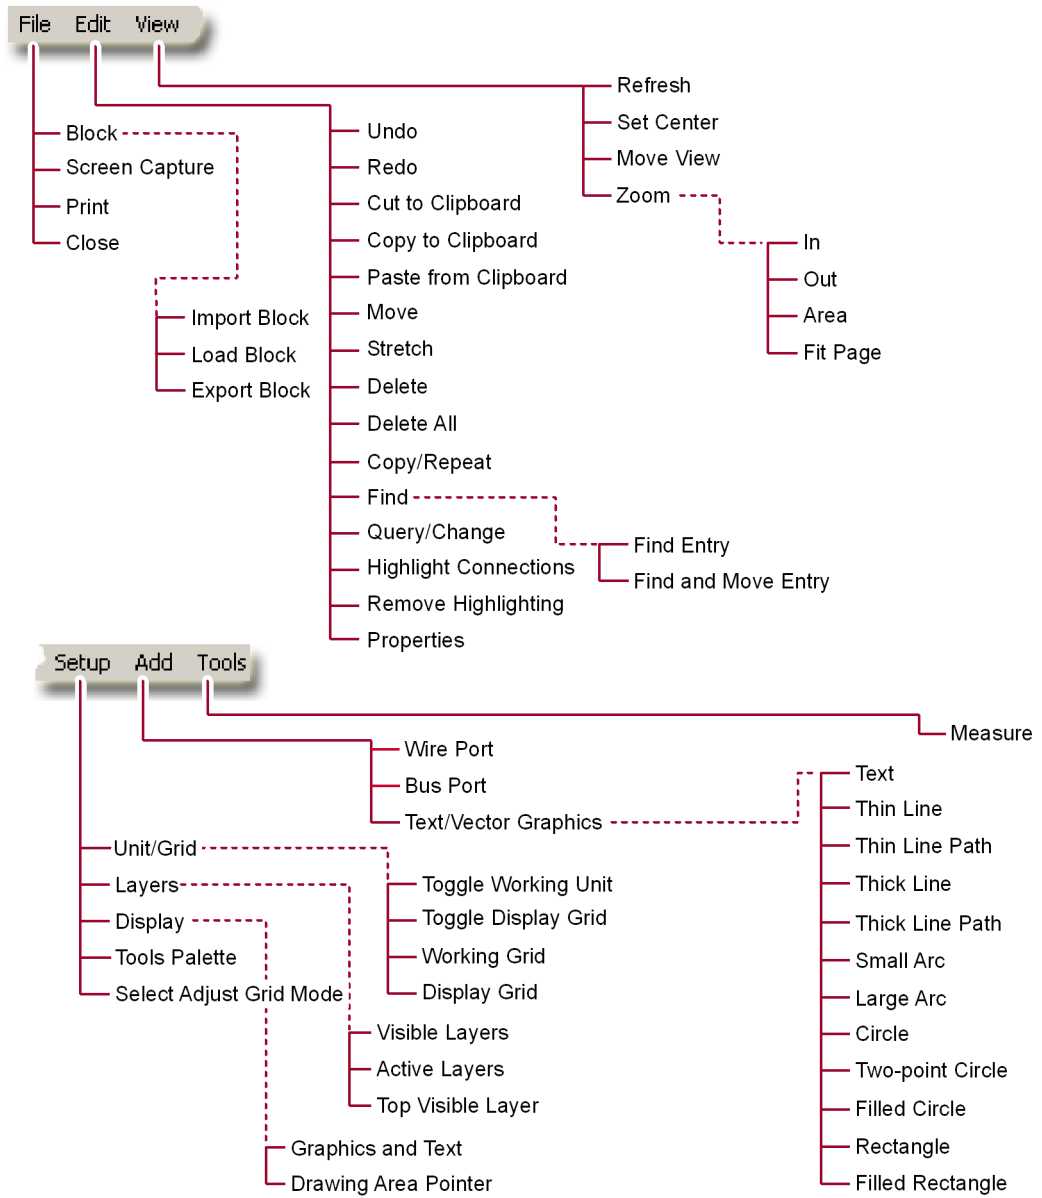 File Edit View
Block
Screen Capture
Print
Close
Import Block
Load Block
Export Block
Undo
Redo
Cut to Clipboard
Copy to Clipboard
Paste from Clipboard
Move
Stretch
Delete
Delete All
Copy/Repeat
Find
Query/Change
Highlight Connections
Remove Highlighting
Properties
Find Entry
Find and Move Entry
Refresh
Set Center
Move View
Zoom
In
Out
Area
Fit Page
Setup Add Tools
Unit/Grid
Layers
Display
Tools Palette
Select Adjust Grid Mode
Toggle Working Unit
Toggle Display Grid
Working Grid
Display Grid
Visible Layers
Active Layers
Top Visible Layer
Graphics and Text
Drawing Area Pointer
Wire Port
Bus Port
Text/Vector Graphics
Text
Thin Line
Thin Line Path
Thick Line
Thick Line Path
Small Arc
Large Arc
Circle
Two-point Circle
Filled Circle
Rectangle
Filled Rectangle
Measure